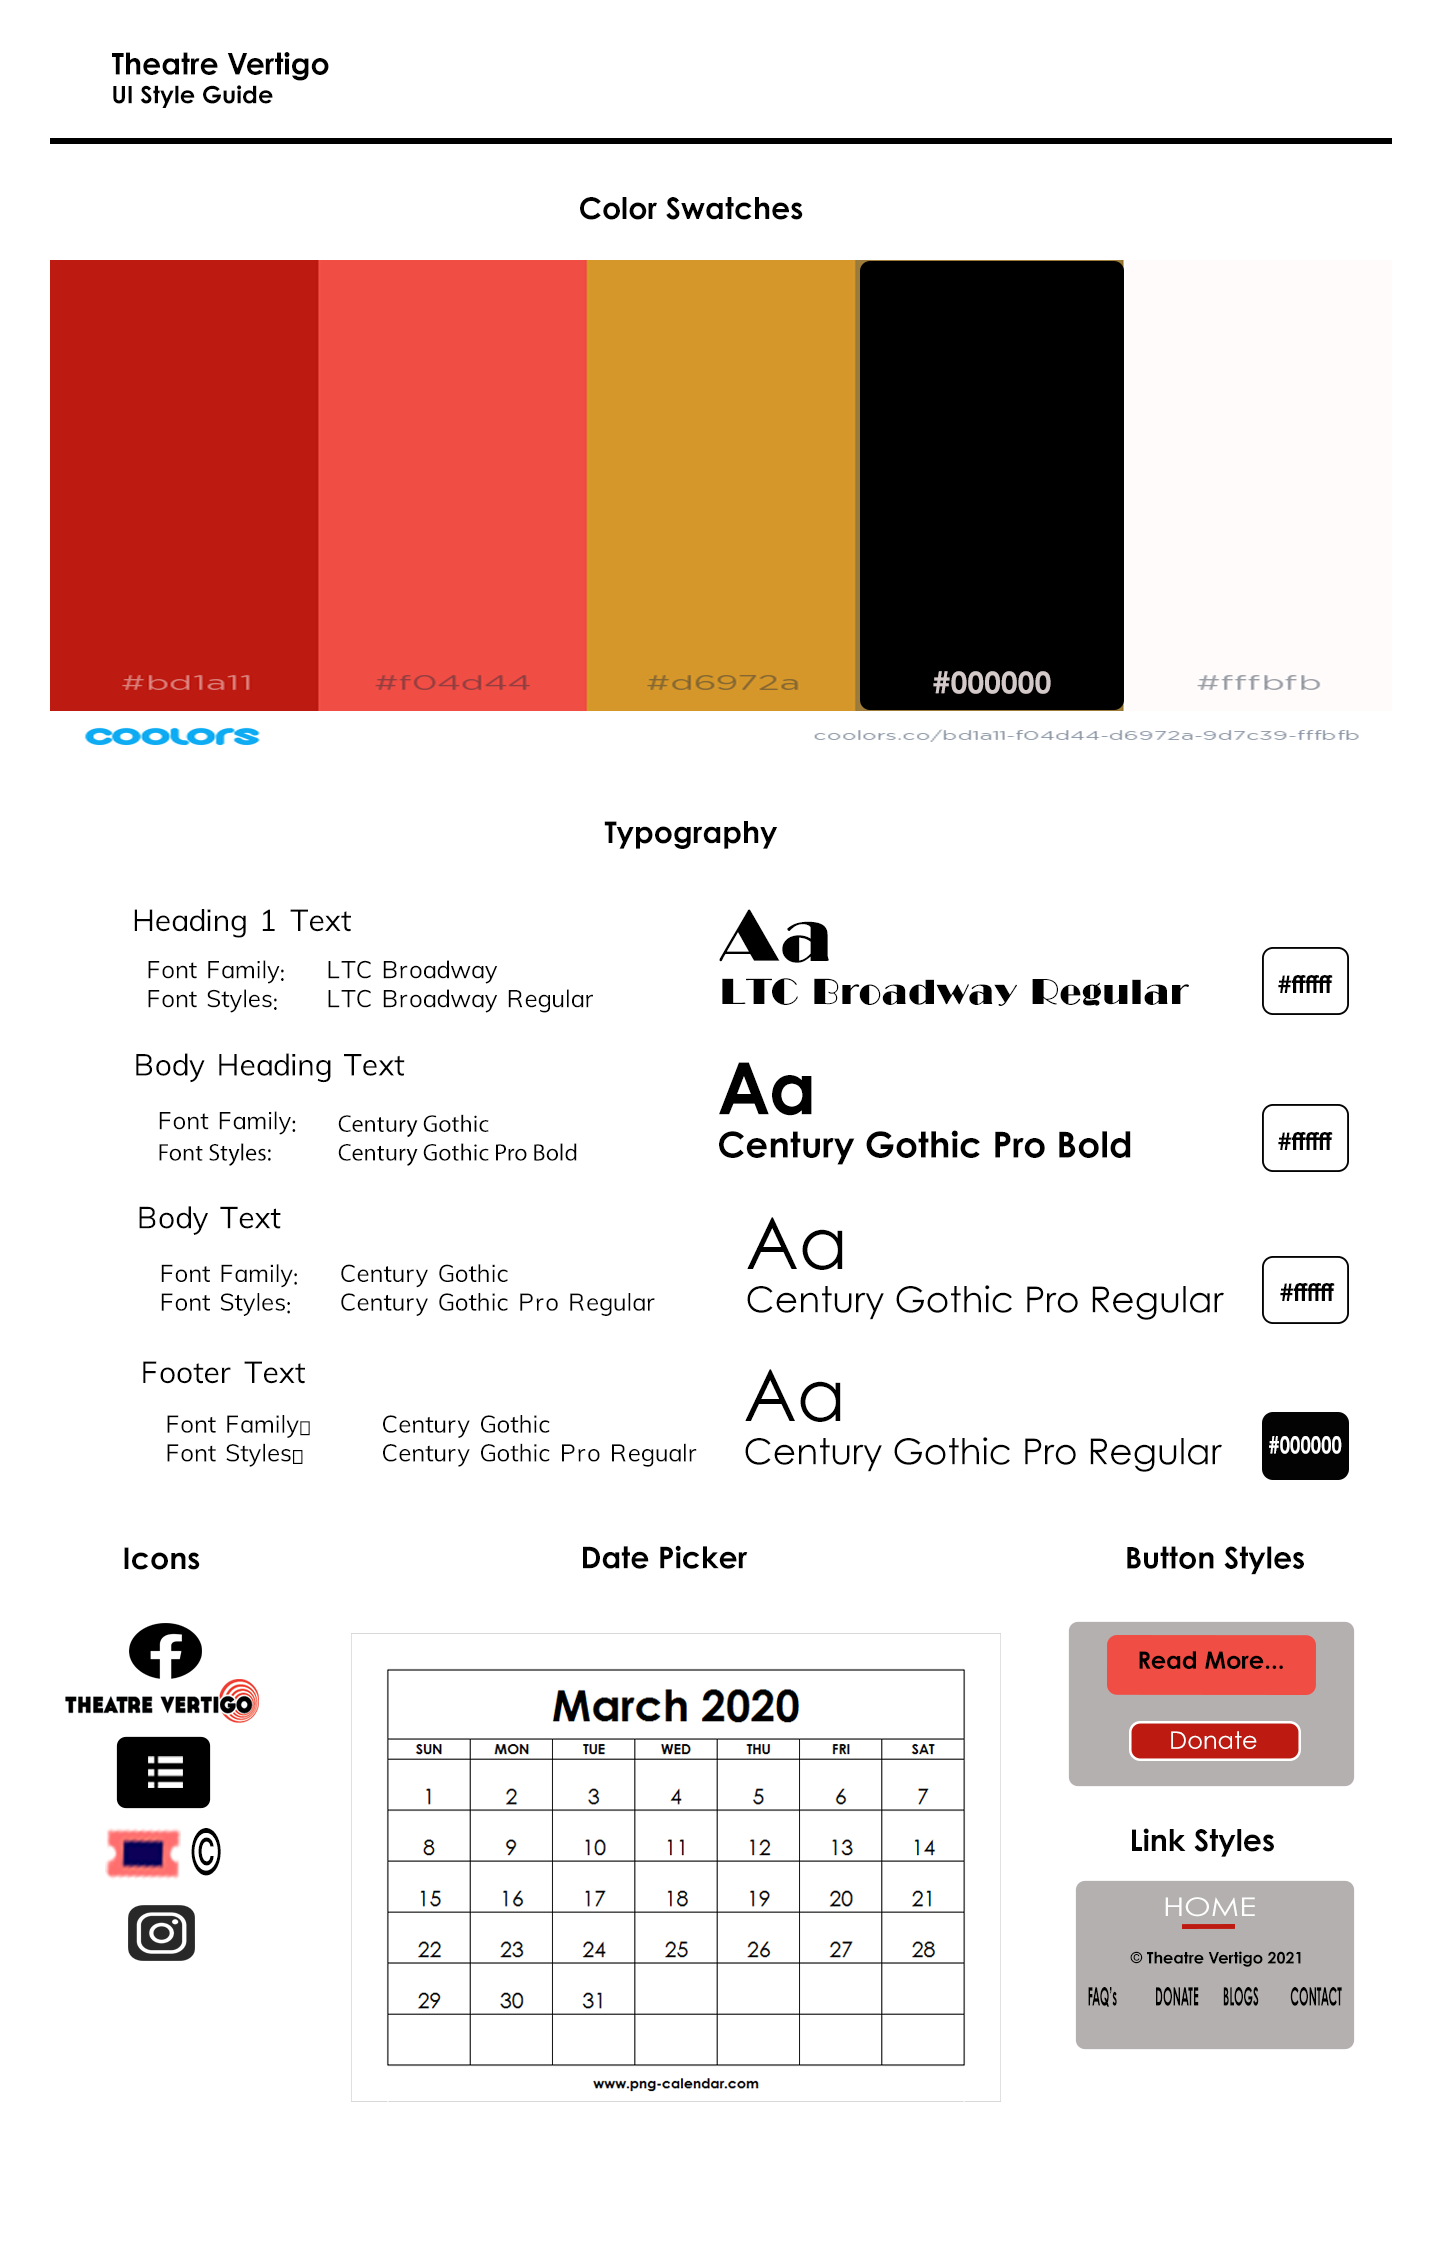 Theatre Vertigo
UI Style Guide
Color Swatches
#bd1a11
#f04d44
#d6972a
#000000
#fffbfb
coolors
coolors.co/bd1a11-f04d44-d6972a-9d7c39-fffbfb
Typography
Heading 1 Text
Font Family: LTC Broadway
Font Styles: LTC Broadway Regular
Aa
LTC Broadway Regular
#ffffff
Body Heading Text
Font Family: Century Gothic
Font Styles: Century Gothic Pro Bold
Aa
Century Gothic Pro Bold
#ffffff
Body Text
Font Family: Century Gothic
Font Styles: Century Gothic Pro Regular
Aa
Century Gothic Pro Regular
#ffffff
Footer Text
Font Family Century Gothic
Font Styles Century Gothic Pro Regualr
Aa
Century Gothic Pro Regular
#000000
Icons
THEATRE VERTIGO
©
Date Picker
March 2020
SUN MON TUE WED THU FRI SAT
1 2 3 4 5 6 7
8 9 10 11 12 13 14
15 16 17 18 19 20 21
22 23 24 25 26 27 28
29 30 31
www.png-calendar.com
Button Styles
Read More...
Donate
Link Styles
HOME
© Theatre Vertigo 2021
FAQ's DONATE BLOGS CONTACT